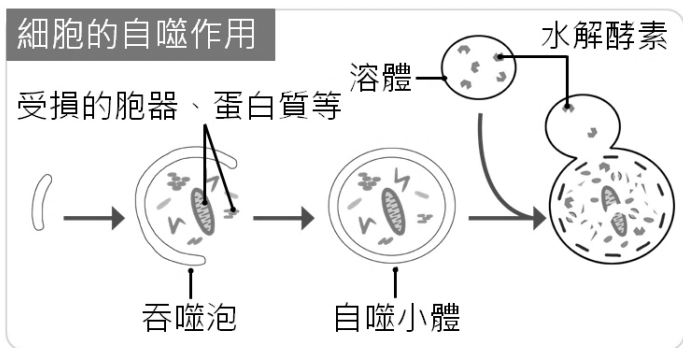 細胞的自噬作用
水解酵素
溶體
受損的胞器、蛋白質等
吞噬泡
自噬小體